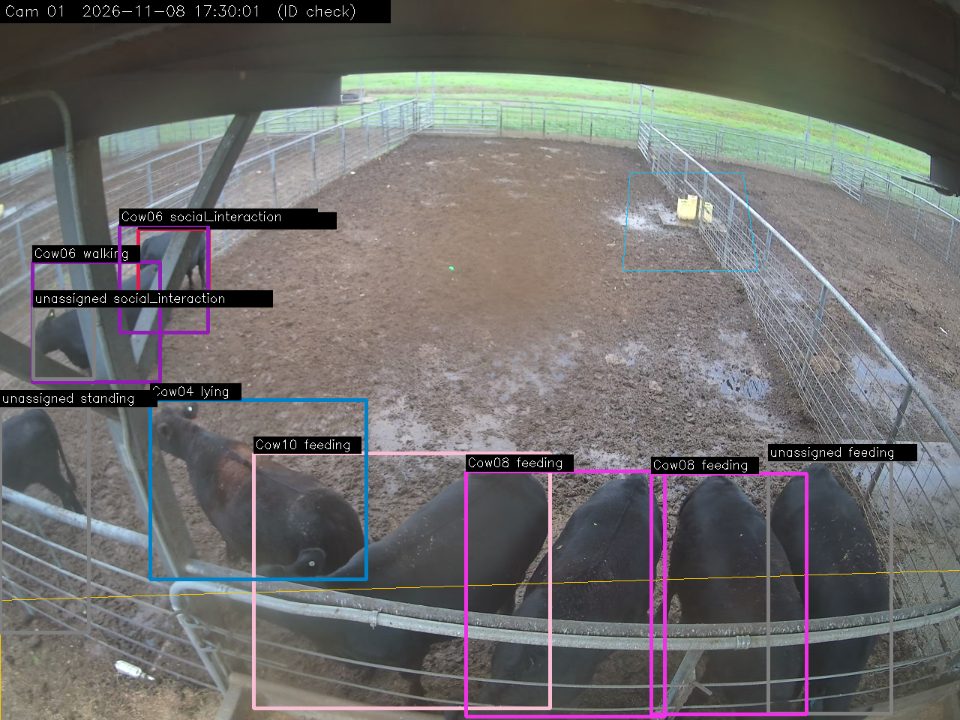 Cam 01  2026-11-08 17:30:01  (ID check)
Cow06 social_interaction
Cow06 walking
unassigned social_interaction
unassigned standing
Cow04 lying
Cow10 feeding
Cow08 feeding
Cow08 feeding
unassigned feeding